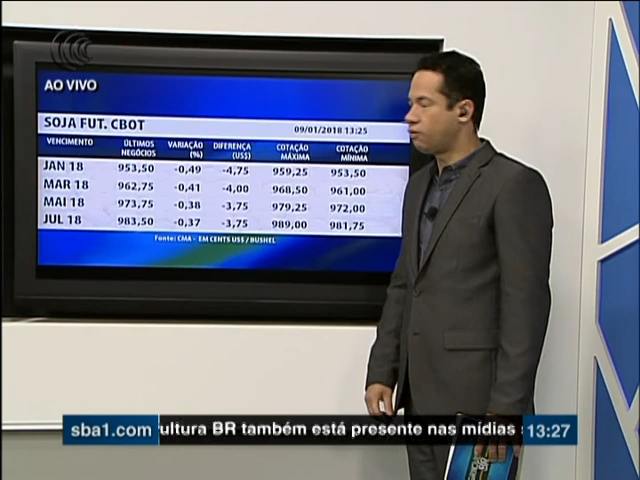 AO VIVO
SOJA FUT. CBOT 09/01/2018 13:25
VENCIMENTO ÚLTIMOS NEGÓCIOS VARIAÇÃO (%) DIFERENÇA (US$) COTAÇÃO MÁXIMA COTAÇÃO MÍNIMA
JAN 18 953,50 -0,49 -4,75 959,25 953,50
MAR 18 962,75 -0,41 -4,00 968,50 961,00
MAI 18 973,75 -0,38 -3,75 979,25 972,00
JUL 18 983,50 -0,37 -3,75 989,00 981,75
Fonte: CMA - EM CENTS US$ / BUSHEL
sba1.com ultura BR também está presente nas mídias 13:27